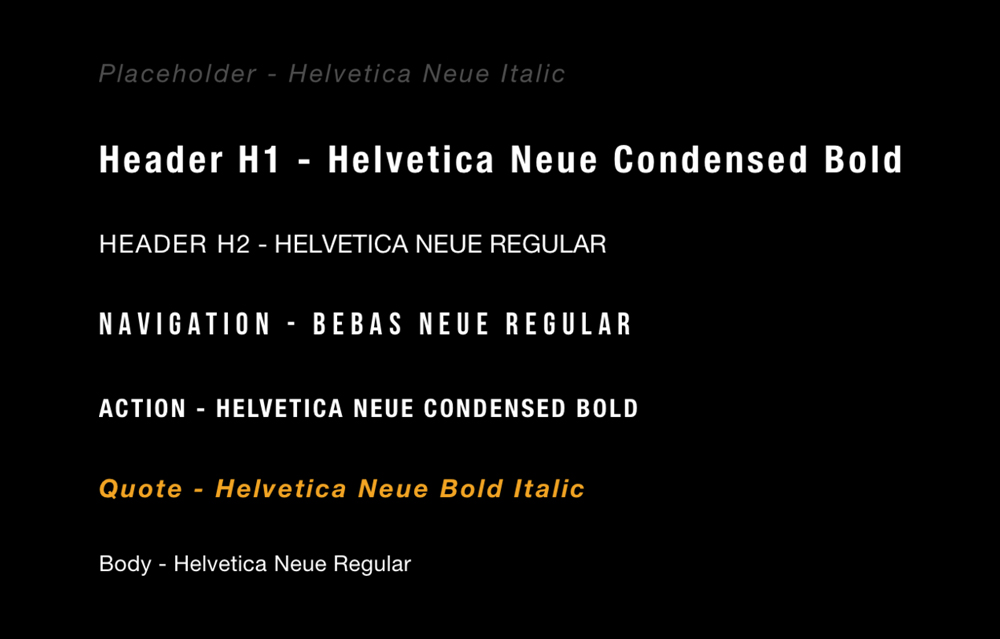 Placeholder - Helvetica Neue Italic
Header H1 - Helvetica Neue Condensed Bold
HEADER H2 - HELVETICA NEUE REGULAR
NAVIGATION - BEBAS NEUE REGULAR
ACTION - HELVETICA NEUE CONDENSED BOLD
Quote - Helvetica Neue Bold Italic
Body - Helvetica Neue Regular